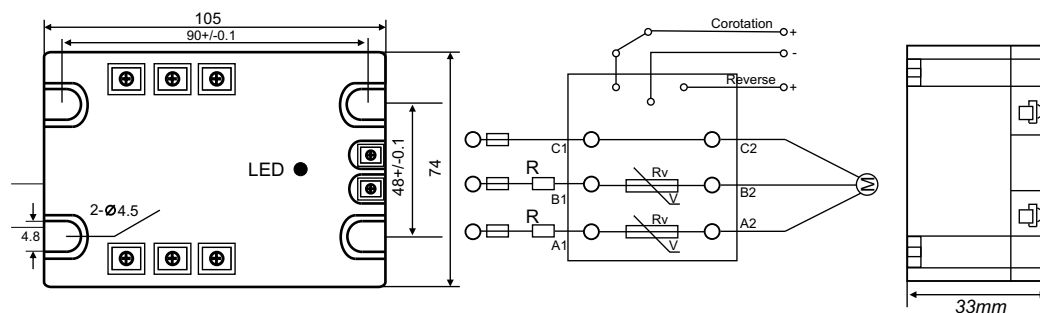 105
90+/-0.1
LED
48+/-0.1
74
2-Ø4.5
4.8
Corotation +
-
Reverse +
C1 C2
R Rv
B1 V B2
R Rv
A1 V A2
M
33mm